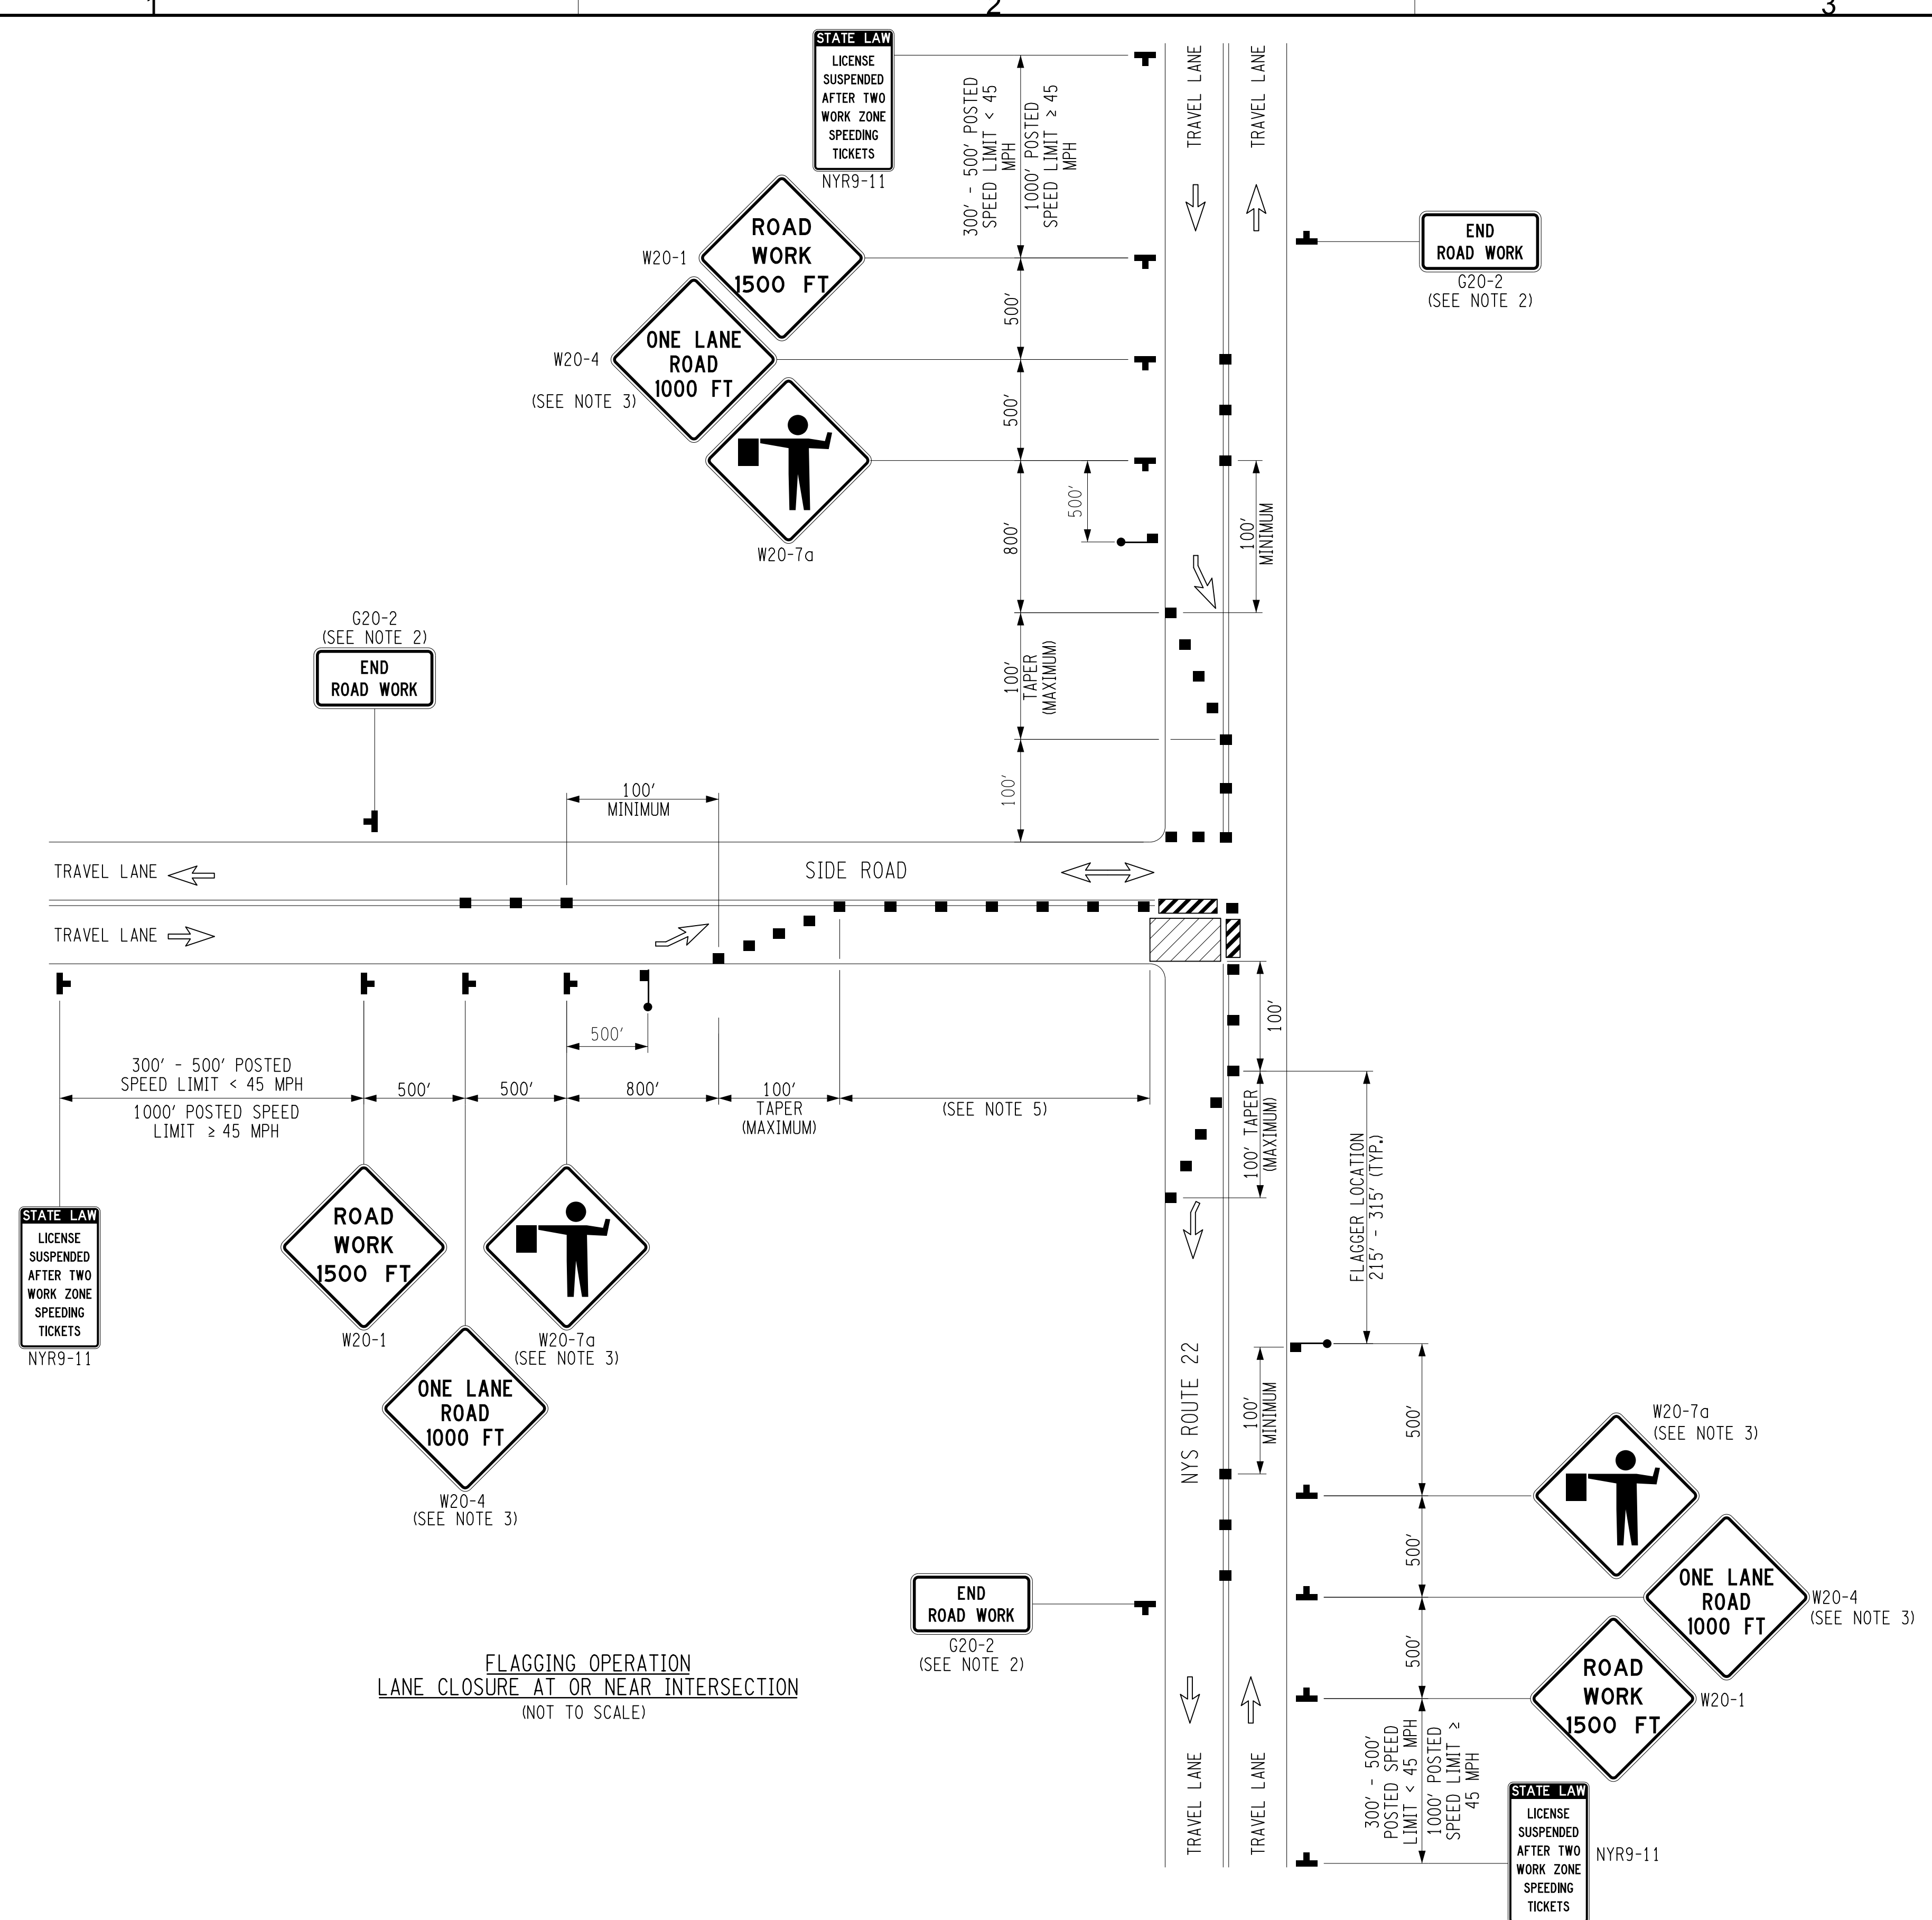 1
2
3
STATE LAW
LICENSE
SUSPENDED
AFTER TWO
WORK ZONE
SPEEDING
TICKETS
NYR9-11
300' - 500' POSTED
SPEED LIMIT < 45
MPH
1000' POSTED
SPEED LIMIT ≥ 45
MPH
TRAVEL LANE
TRAVEL LANE
W20-1
ROAD
WORK
1500 FT
500'
END
ROAD WORK
G20-2
(SEE NOTE 2)
W20-4
(SEE NOTE 3)
ONE LANE
ROAD
1000 FT
500'
W20-7a
800'
500'
100'
MINIMUM
100'
TAPER
(MAXIMUM)
100'
G20-2
(SEE NOTE 2)
END
ROAD WORK
100'
MINIMUM
TRAVEL LANE
SIDE ROAD
TRAVEL LANE
500'
300' - 500' POSTED
SPEED LIMIT < 45 MPH
1000' POSTED SPEED
LIMIT ≥ 45 MPH
500'
500'
800'
100'
TAPER
(MAXIMUM)
(SEE NOTE 5)
STATE LAW
LICENSE
SUSPENDED
AFTER TWO
WORK ZONE
SPEEDING
TICKETS
NYR9-11
ROAD
WORK
1500 FT
W20-1
W20-7a
(SEE NOTE 3)
ONE LANE
ROAD
1000 FT
W20-4
(SEE NOTE 3)
100'
100' TAPER
(MAXIMUM)
FLAGGER LOCATION
215' - 315' (TYP.)
NYS ROUTE 22
100'
MINIMUM
500'
W20-7a
(SEE NOTE 3)
500'
ONE LANE
ROAD
1000 FT
W20-4
(SEE NOTE 3)
500'
ROAD
WORK
1500 FT
W20-1
END
ROAD WORK
G20-2
(SEE NOTE 2)
FLAGGING OPERATION
LANE CLOSURE AT OR NEAR INTERSECTION
(NOT TO SCALE)
TRAVEL LANE
TRAVEL LANE
300' - 500'
POSTED SPEED
LIMIT < 45 MPH
1000' POSTED
SPEED LIMIT ≥
45 MPH
STATE LAW
LICENSE
SUSPENDED
AFTER TWO
WORK ZONE
SPEEDING
TICKETS
NYR9-11